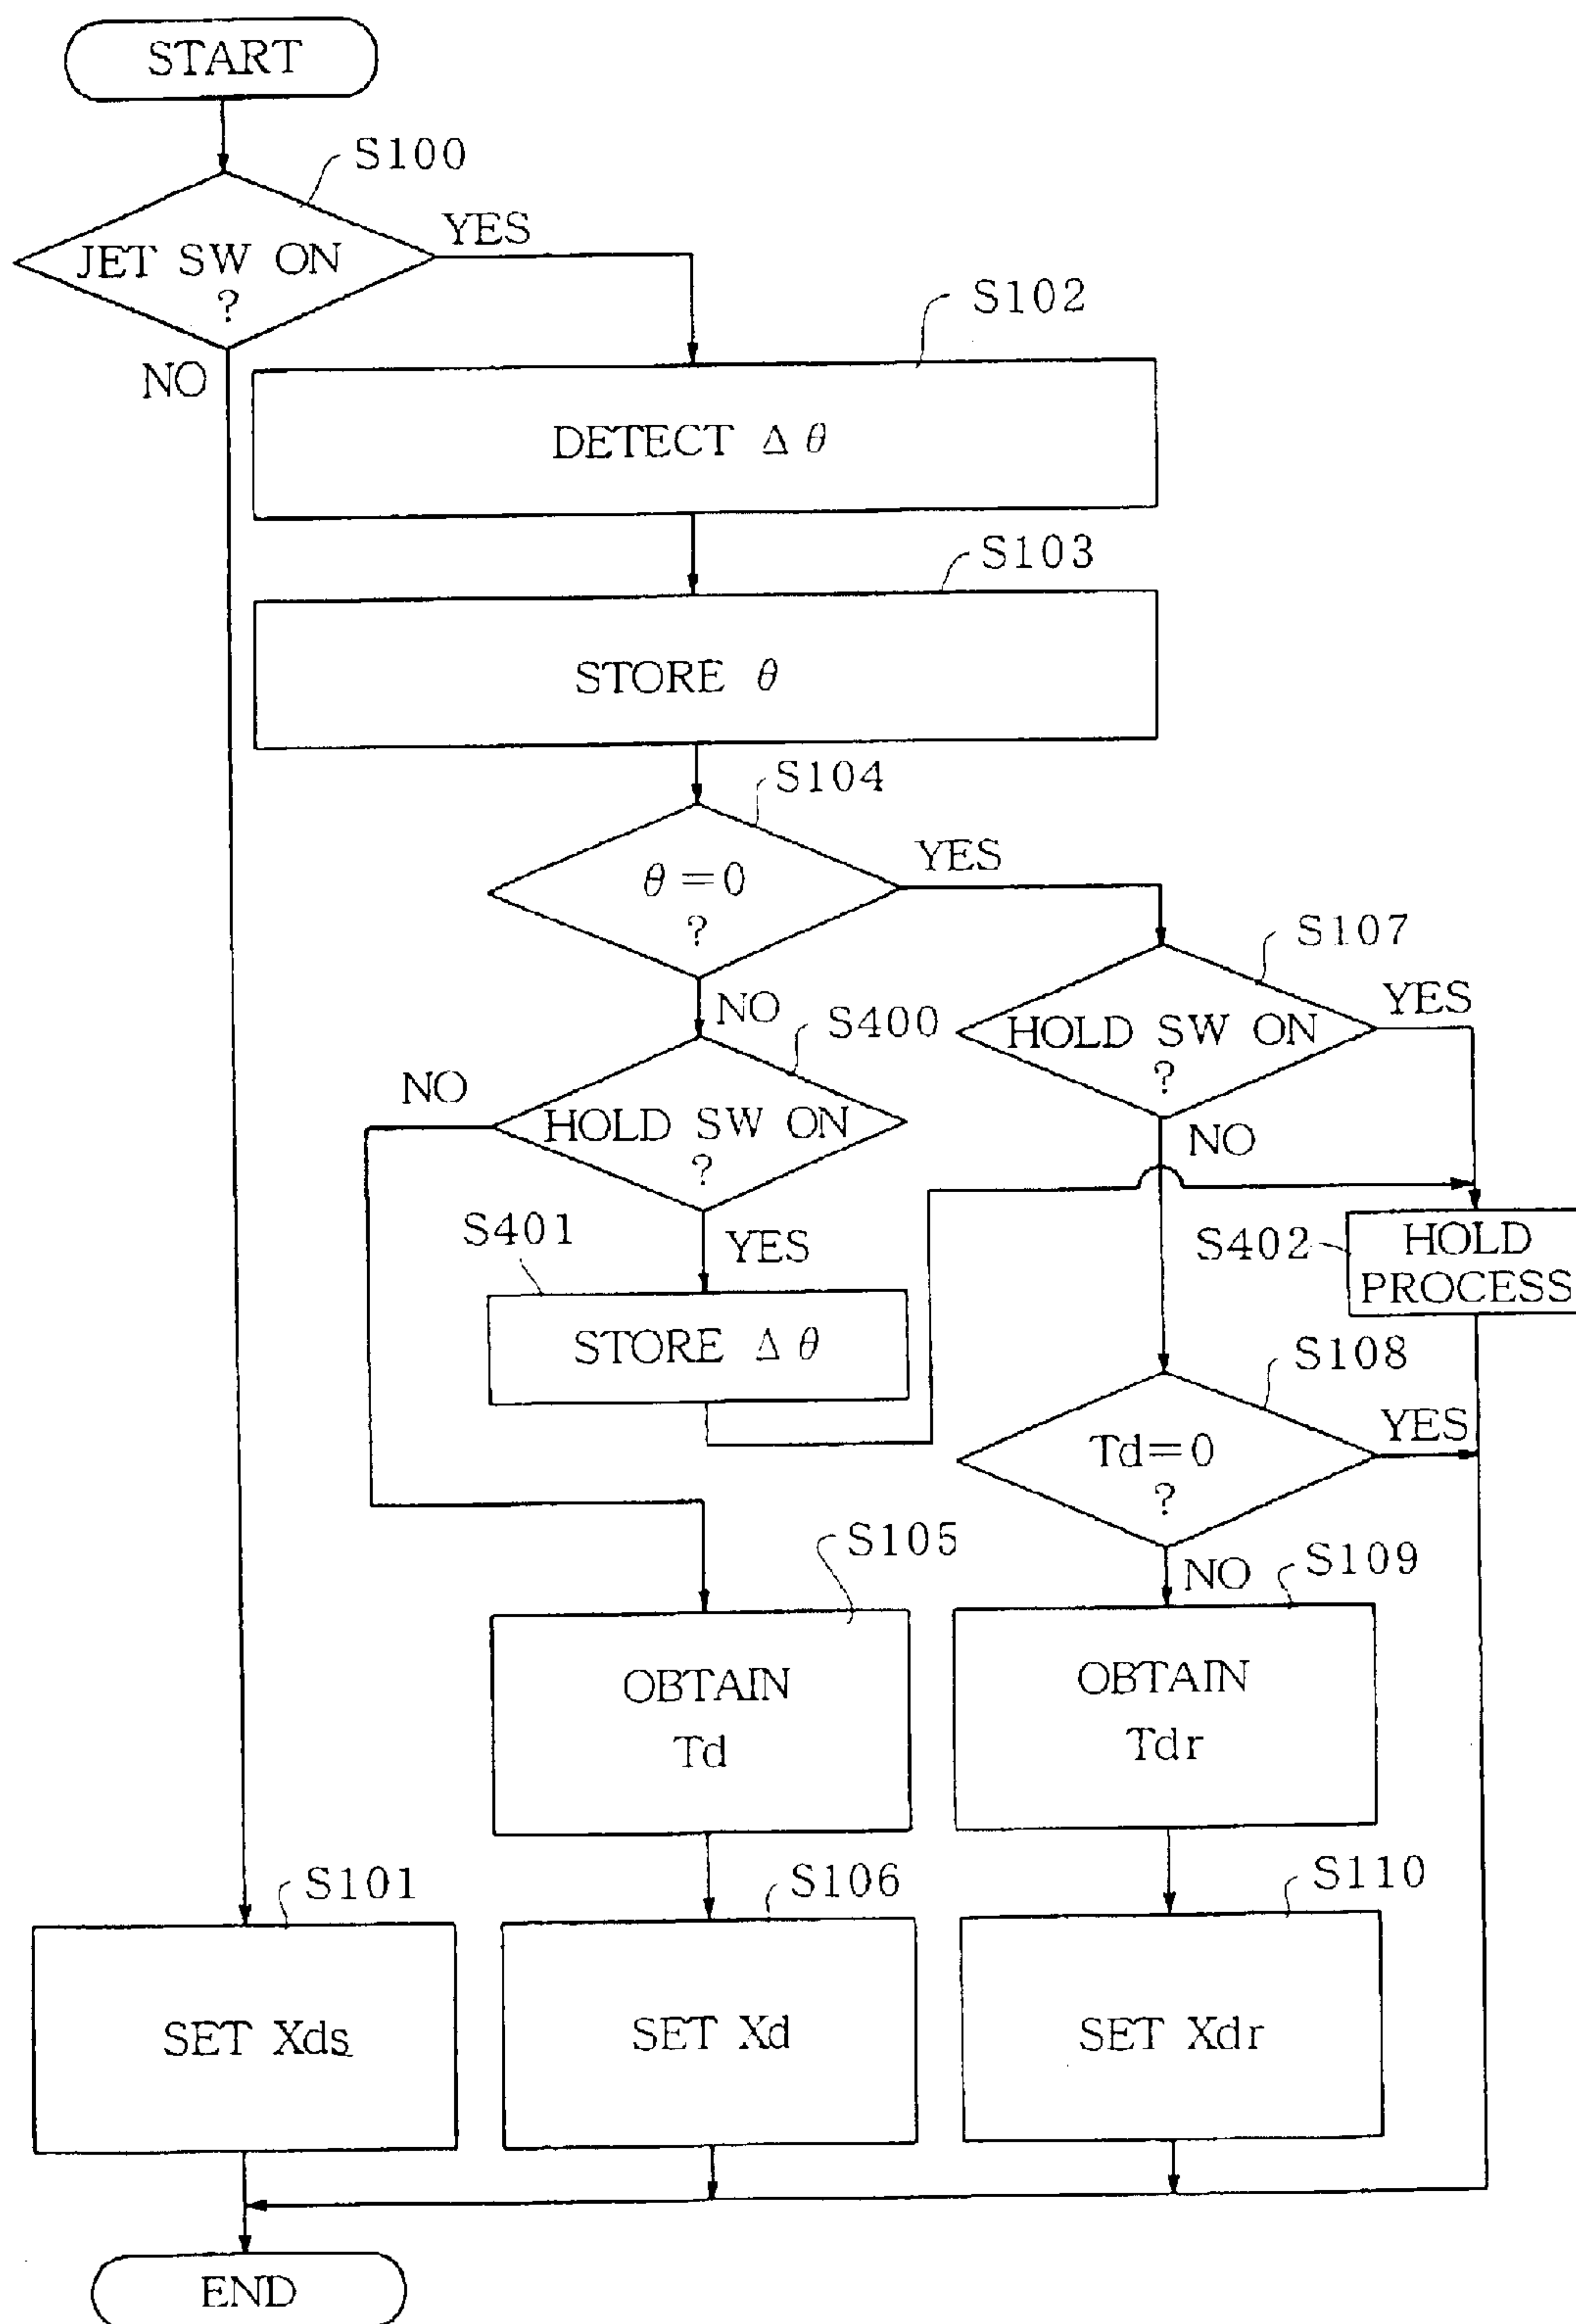 START
S100
JET SW ON
?
YES
NO
S102
DETECT Δθ
S103
STORE θ
S104
θ=0
?
YES
NO
S107
HOLD SW ON
?
YES
NO
S400
HOLD SW ON
?
NO
YES
S401
STORE Δθ
S402
HOLD
PROCESS
S108
Td=0
?
YES
NO
S105
OBTAIN
Td
S109
OBTAIN
Tdr
S101
SET Xds
S106
SET Xd
S110
SET Xdr
END